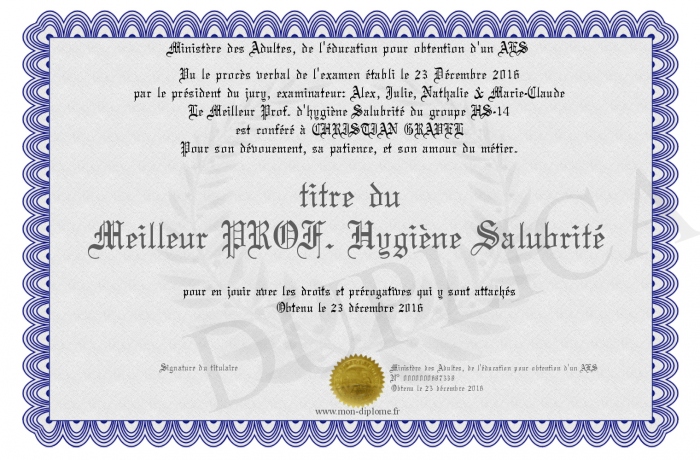 Ministère des Adultes, de l'éducation pour obtention d'un AES
Vu le procès verbal de l'examen établi le 23 Décembre 2016
par le président du jury, examinateur: Alex, Julie, Nathalie & Marie-Claude
Le Meilleur Prof. d'hygiène Salubrité du groupe HS-14
est conféré à CHRISTIAN GRAVEL
Pour son dévouement, sa patience, et son amour du métier.
titre du
Meilleur PROF. Hygiène Salubrité
pour en jouir avec les droits et prérogatives qui y sont attachés
Obtenu le 23 décembre 2016
DUPLICATA
Signature du titulaire
Ministère des Adultes, de l'éducation pour obtention d'un AES
N° 
Obtenu le 23 décembre 2016
www.mon-diplome.fr